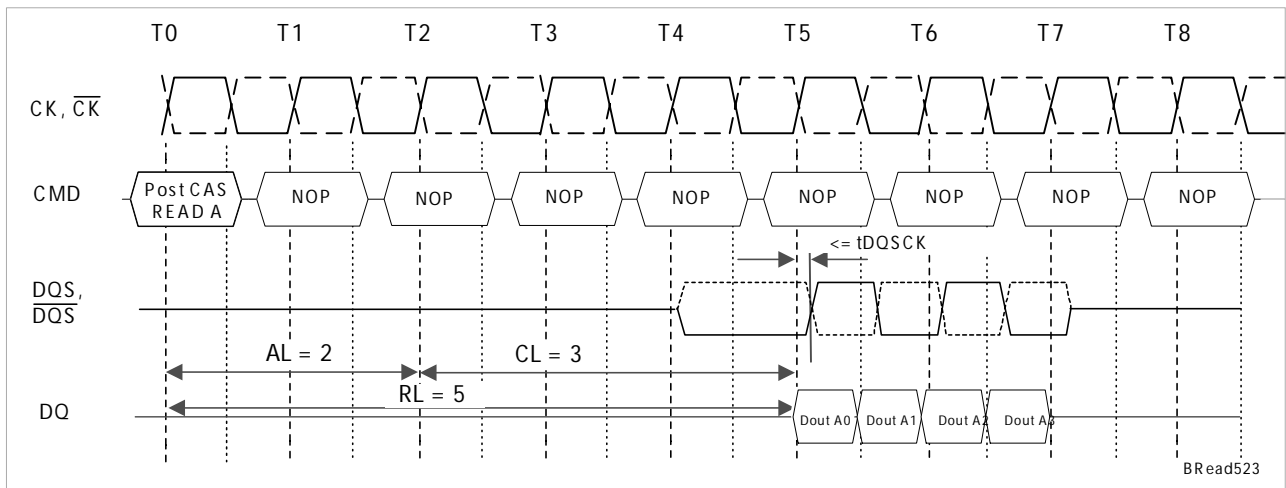 T0 T1 T2 T3 T4 T5 T6 T7 T8
CK, CK
CMD
Post CAS
READ A
NOP NOP NOP NOP NOP NOP NOP NOP
<= tDQSCK
DQS,
DQS
AL = 2 CL = 3
RL = 5
DQ
Dout A0 Dout A1 Dout A2 Dout A3
BRead523